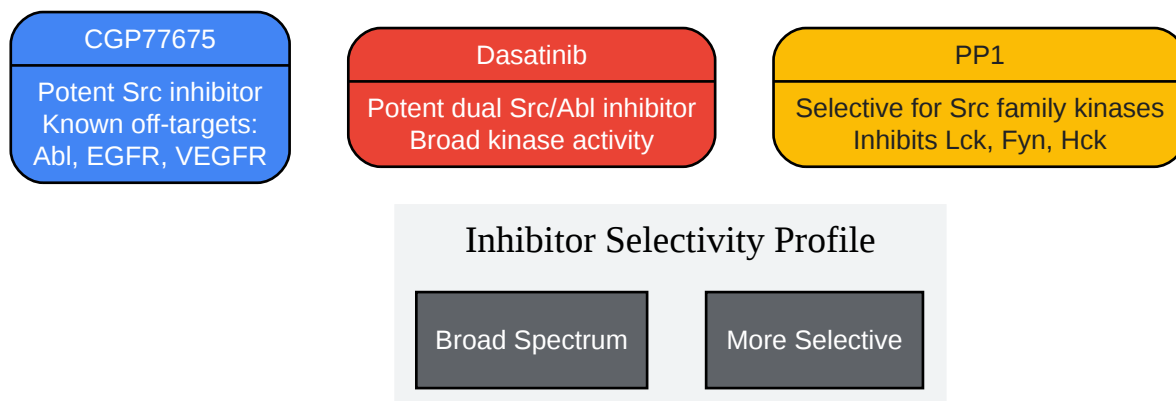 CGP77675
Potent Src inhibitor
Known off-targets:
Abl, EGFR, VEGFR
Dasatinib
Potent dual Src/Abl inhibitor
Broad kinase activity
PP1
Selective for Src family kinases
Inhibits Lck, Fyn, Hck
Inhibitor Selectivity Profile
Broad Spectrum
More Selective